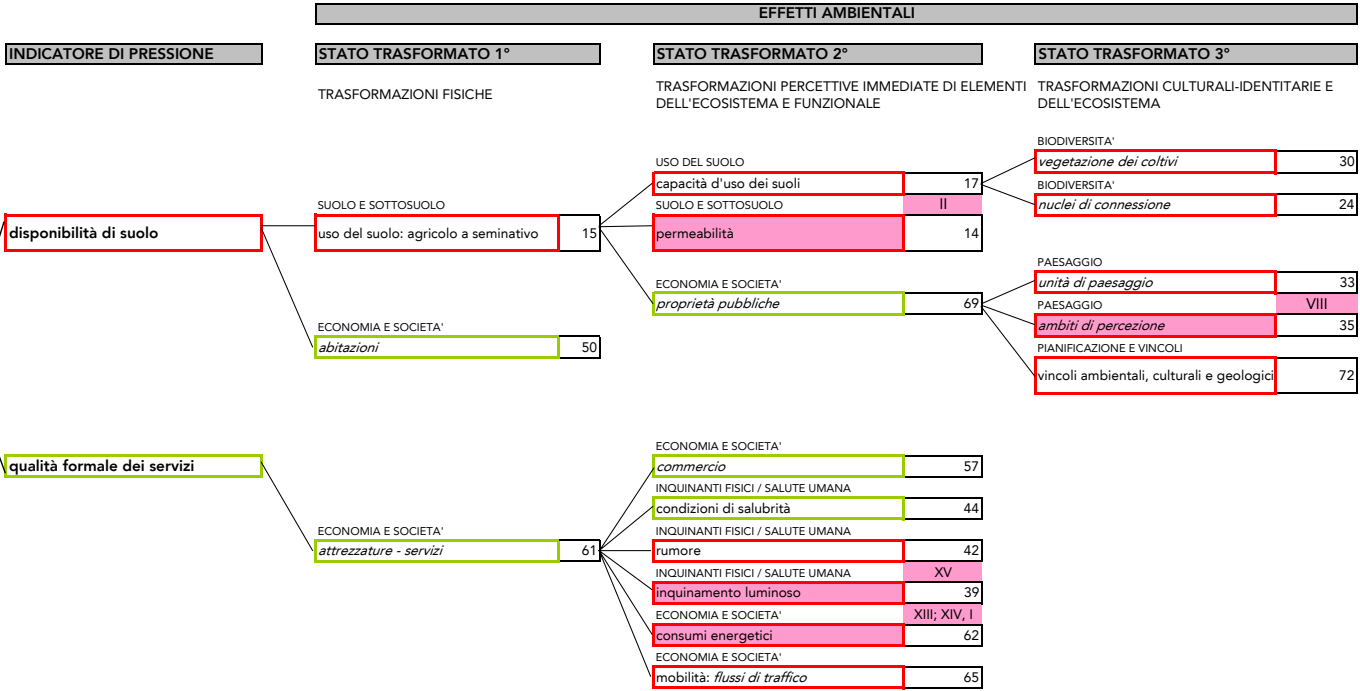 EFFETTI AMBIENTALI
INDICATORE DI PRESSIONE
STATO TRASFORMATO 1°
STATO TRASFORMATO 2°
STATO TRASFORMATO 3°
TRASFORMAZIONI FISICHE
TRASFORMAZIONI PERCETTIVE IMMEDIATE DI ELEMENTI
DELL'ECOSISTEMA E FUNZIONALE
TRASFORMAZIONI CULTURALI-IDENTITARIE E
DELL'ECOSISTEMA
disponibilità di suolo
SUOLO E SOTTOSUOLO
uso del suolo: agricolo a seminativo 15
ECONOMIA E SOCIETA'
abitazioni 50
USO DEL SUOLO
capacità d'uso dei suoli 17
SUOLO E SOTTOSUOLO II
permeabilità 14
ECONOMIA E SOCIETA'
proprietà pubbliche 69
BIODIVERSITA'
vegetazione dei coltivi 30
BIODIVERSITA'
nuclei di connessione 24
PAESAGGIO
unità di paesaggio 33
PAESAGGIO VIII
ambiti di percezione 35
PIANIFICAZIONE E VINCOLI
vincoli ambientali, culturali e geologici 72
qualità formale dei servizi
ECONOMIA E SOCIETA'
attrezzature - servizi 61
ECONOMIA E SOCIETA'
commercio 57
INQUINANTI FISICI / SALUTE UMANA
condizioni di salubrità 44
INQUINANTI FISICI / SALUTE UMANA
rumore 42
INQUINANTI FISICI / SALUTE UMANA XV
inquinamento luminoso 39
ECONOMIA E SOCIETA' XIII; XIV, I
consumi energetici 62
ECONOMIA E SOCIETA'
mobilità: flussi di traffico 65